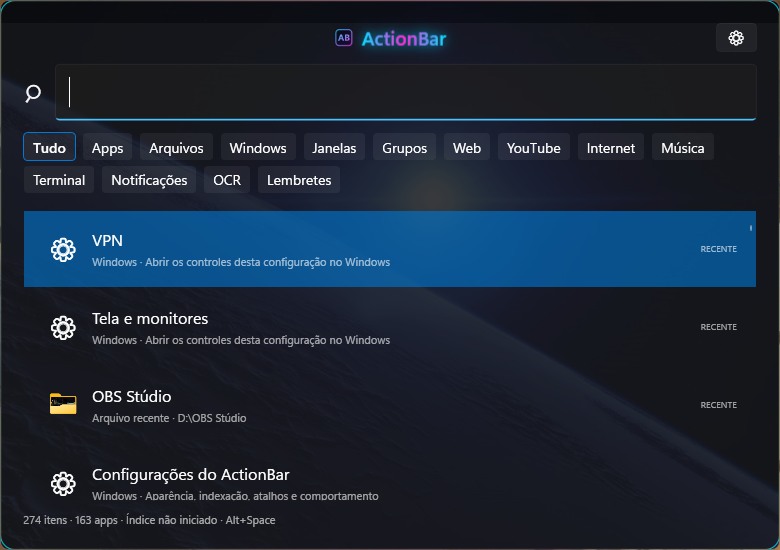 AB ActionBar
Tudo Apps Arquivos Windows Janelas Grupos Web YouTube Internet Música
Terminal Notificações OCR Lembretes
VPN
Windows · Abrir os controles desta configuração no Windows
RECENTE
Tela e monitores
Windows · Abrir os controles desta configuração no Windows
RECENTE
OBS Stúdio
Arquivo recente · D:\OBS Stúdio
RECENTE
Configurações do ActionBar
Windows · Aparência, indexação, atalhos e comportamento
274 itens · 163 apps · Índice não iniciado · Alt+Space